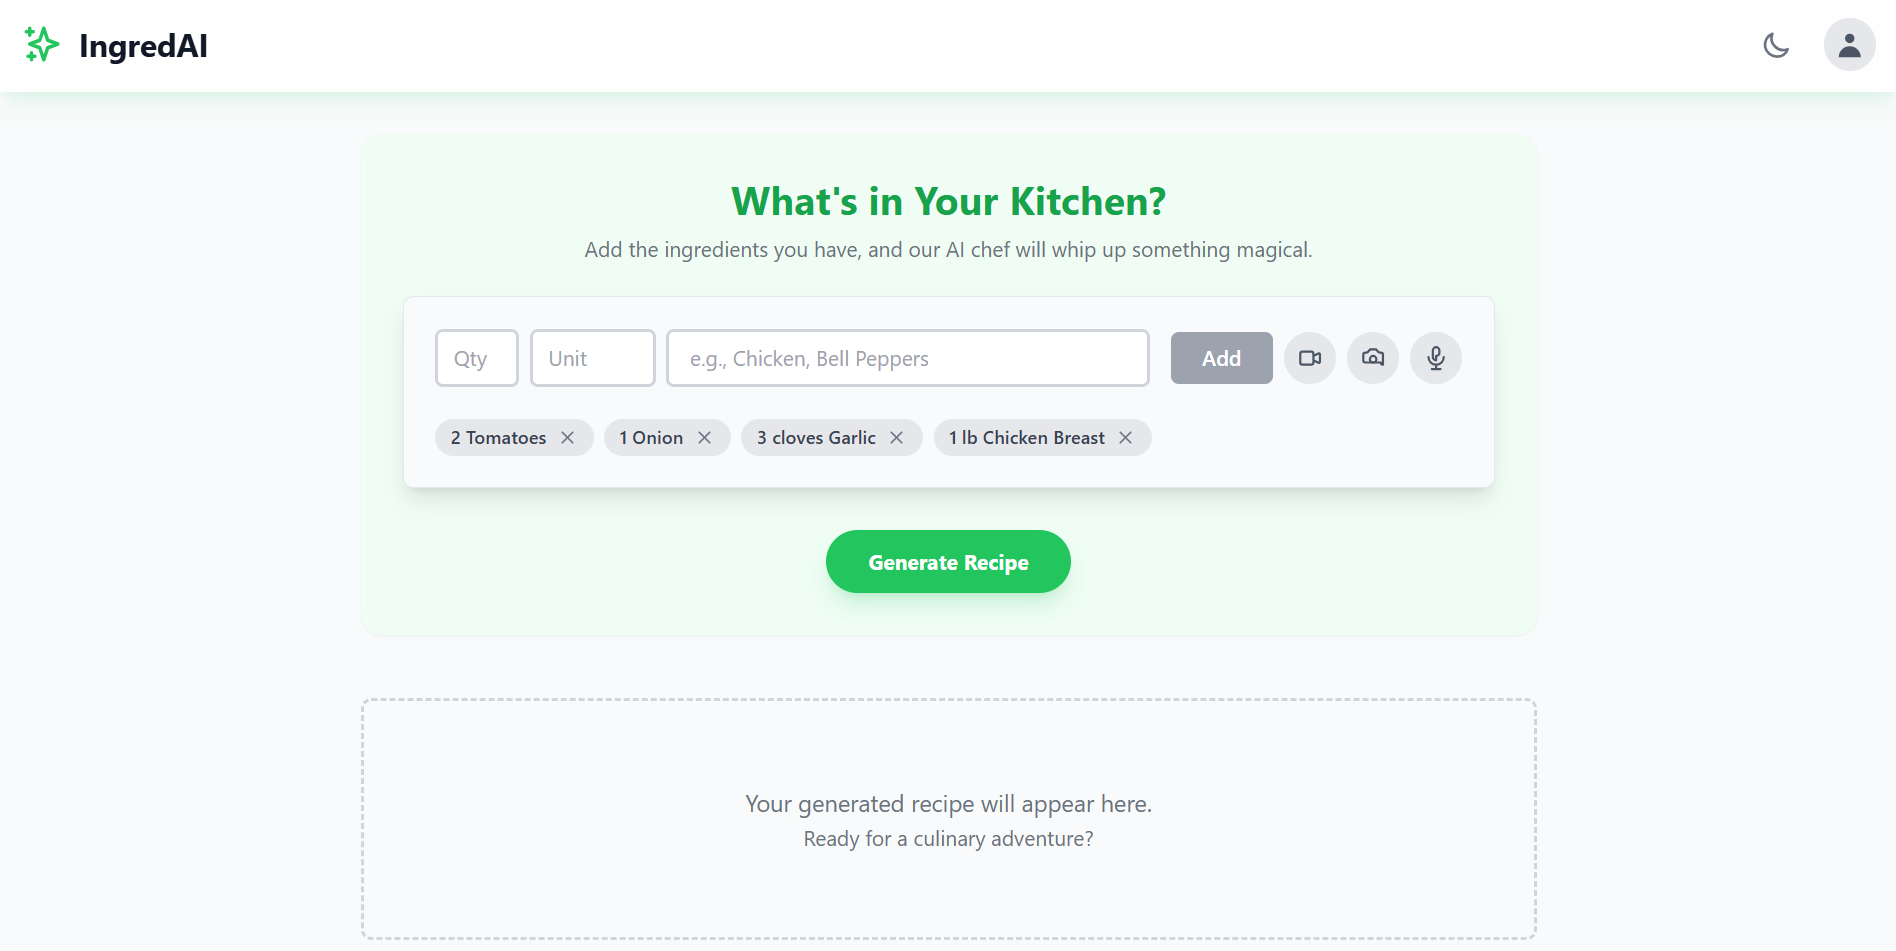 IngredAI
What's in Your Kitchen?
Add the ingredients you have, and our AI chef will whip up something magical.
Qty Unit e.g., Chicken, Bell Peppers Add
2 Tomatoes 1 Onion 3 cloves Garlic 1 lb Chicken Breast
Generate Recipe
Your generated recipe will appear here.
Ready for a culinary adventure?